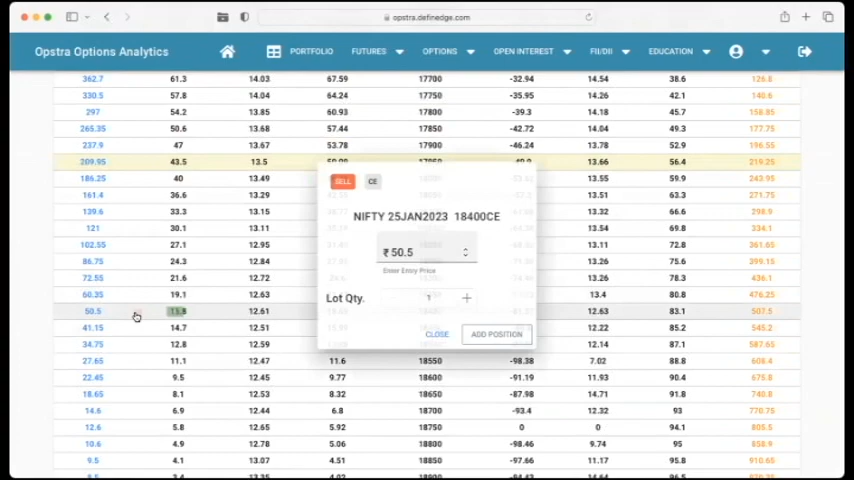 opstra.definedge.com
Opstra Options Analytics PORTFOLIO FUTURES OPTIONS OPEN INTEREST FII/DII EDUCATION
362.7 61.3 14.03 67.59 17700 -32.94 14.54 38.6 126.8
330.5 57.8 14.04 64.24 17750 -35.95 14.26 42.1 140.6
297 54.2 13.85 60.93 17800 -39.3 14.18 45.7 158.85
265.35 50.6 13.68 57.44 17850 -42.72 14.04 49.3 177.75
237.9 47 13.67 53.78 17900 -46.24 13.78 52.9 196.55
209.95 43.5 13.5 13.66 56.4 219.25
186.25 40 13.49 13.55 59.9 243.95
161.4 36.6 13.29 13.51 63.3 271.75
139.6 33.3 13.15 13.32 66.6 298.9
121 30.1 13.11 13.54 69.8 334.1
102.55 27.1 12.95 13.11 72.8 361.65
86.75 24.3 12.84 13.26 75.6 399.15
72.55 21.6 12.72 13.26 78.3 436.1
60.35 19.1 12.63 13.4 80.8 476.25
50.5 12.61 12.63 83.1 507.5
41.15 14.7 12.51 12.22 85.2 545.2
34.75 12.8 12.59 12.14 87.1 587.65
27.65 11.1 12.47 11.6 18550 -98.38 7.02 88.8 608.4
22.45 9.5 12.45 9.77 18600 -91.19 11.93 90.4 675.8
18.65 8.1 12.53 8.32 18650 -87.98 14.71 91.8 740.8
14.6 6.9 12.44 6.8 18700 -93.4 12.32 93 770.75
12.6 5.8 12.65 5.92 18750 0 0 94.1 805.5
10.6 4.9 12.78 5.06 18800 -98.46 9.74 95 858.9
9.5 4.1 13.07 4.51 18850 -97.66 11.17 95.8 910.65
SELL CE
NIFTY 25JAN2023 18400CE
₹ 50.5
Enter Entry Price
Lot Qty. 1 +
CLOSE ADD POSITION